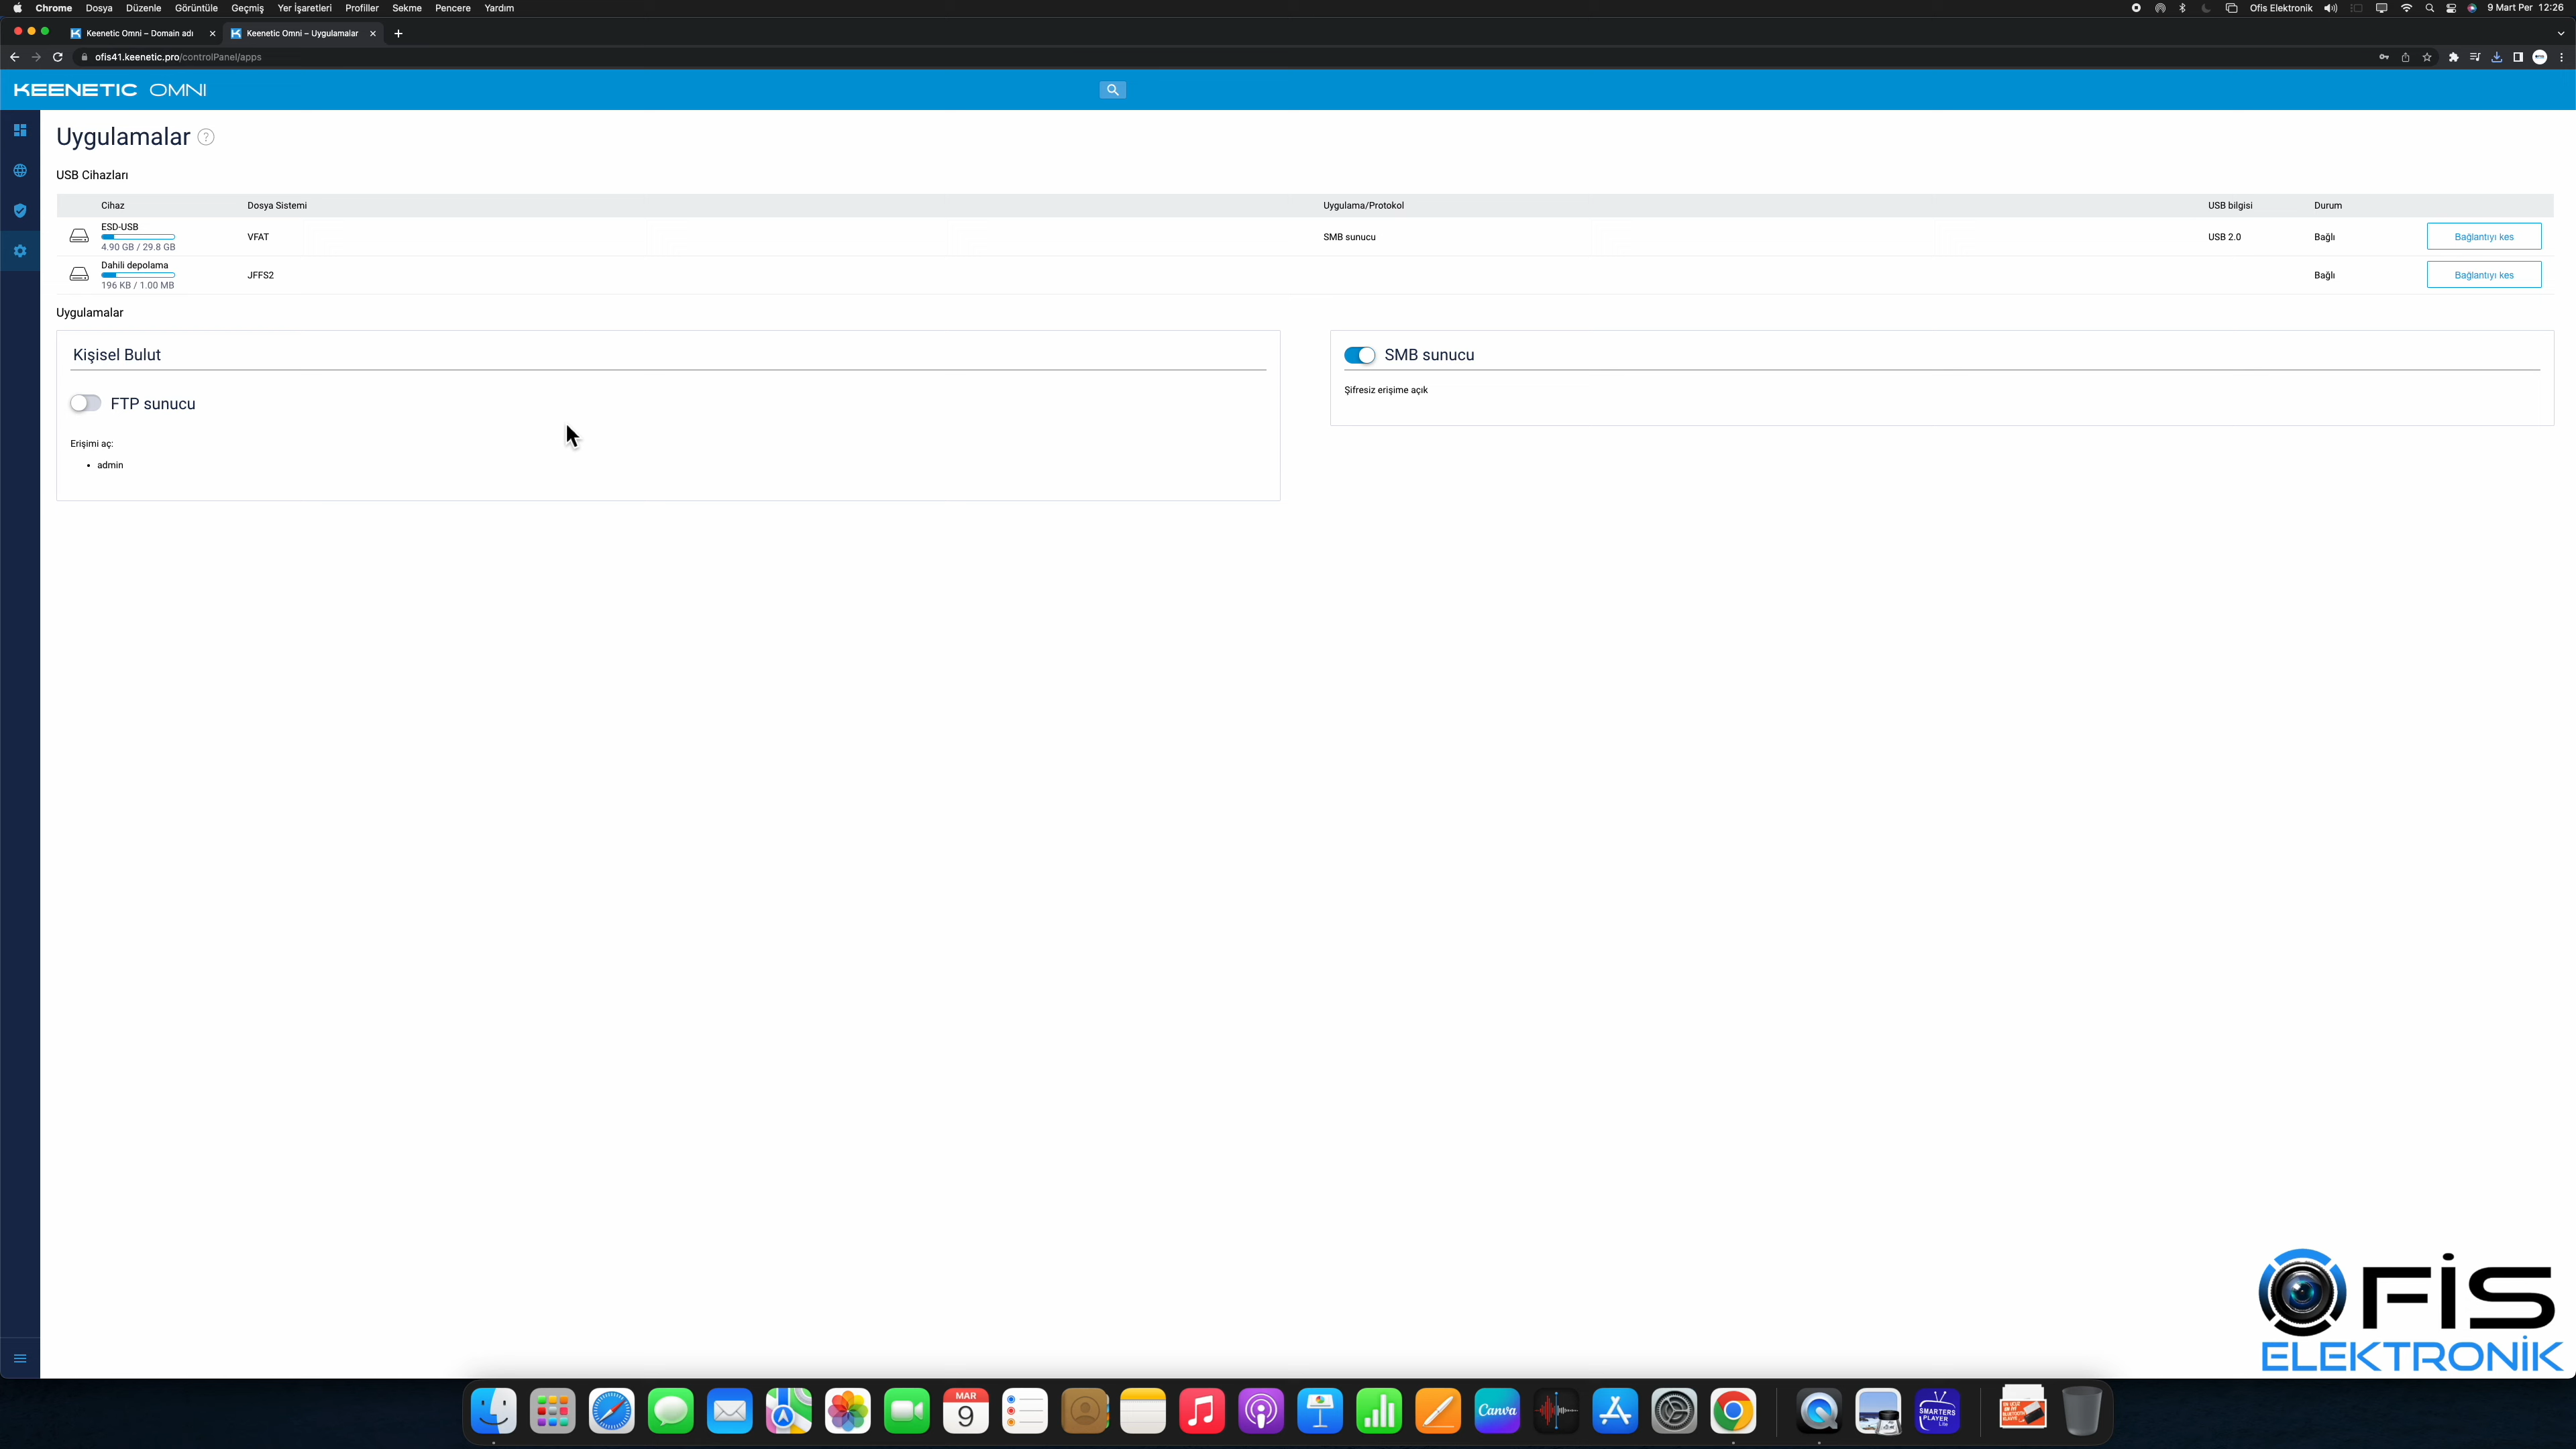 Chrome Dosya Düzenle Görüntüle Geçmiş Yer İşaretleri Profiller Sekme Pencere Yardım Ofis Elektronik 9 Mart Per 12:26
Keenetic Omni – Domain adı Keenetic Omni – Uygulamalar
ofis41.keenetic.pro/controlPanel/apps
KEENETIC OMNI
Uygulamalar ?
USB Cihazları
Cihaz Dosya Sistemi Uygulama/Protokol USB bilgisi Durum
ESD-USB
4.90 GB / 29.8 GB
VFAT SMB sunucu USB 2.0 Bağlı Bağlantıyı kes
Dahili depolama
196 KB / 1.00 MB
JFFS2 Bağlı Bağlantıyı kes
Uygulamalar
Kişisel Bulut
FTP sunucu
Erişimi aç:
• admin
SMB sunucu
Şifresiz erişime açık
OFİS
ELEKTRONİK
MAR
9
Canva
SMARTERS
PLAYER
Lite